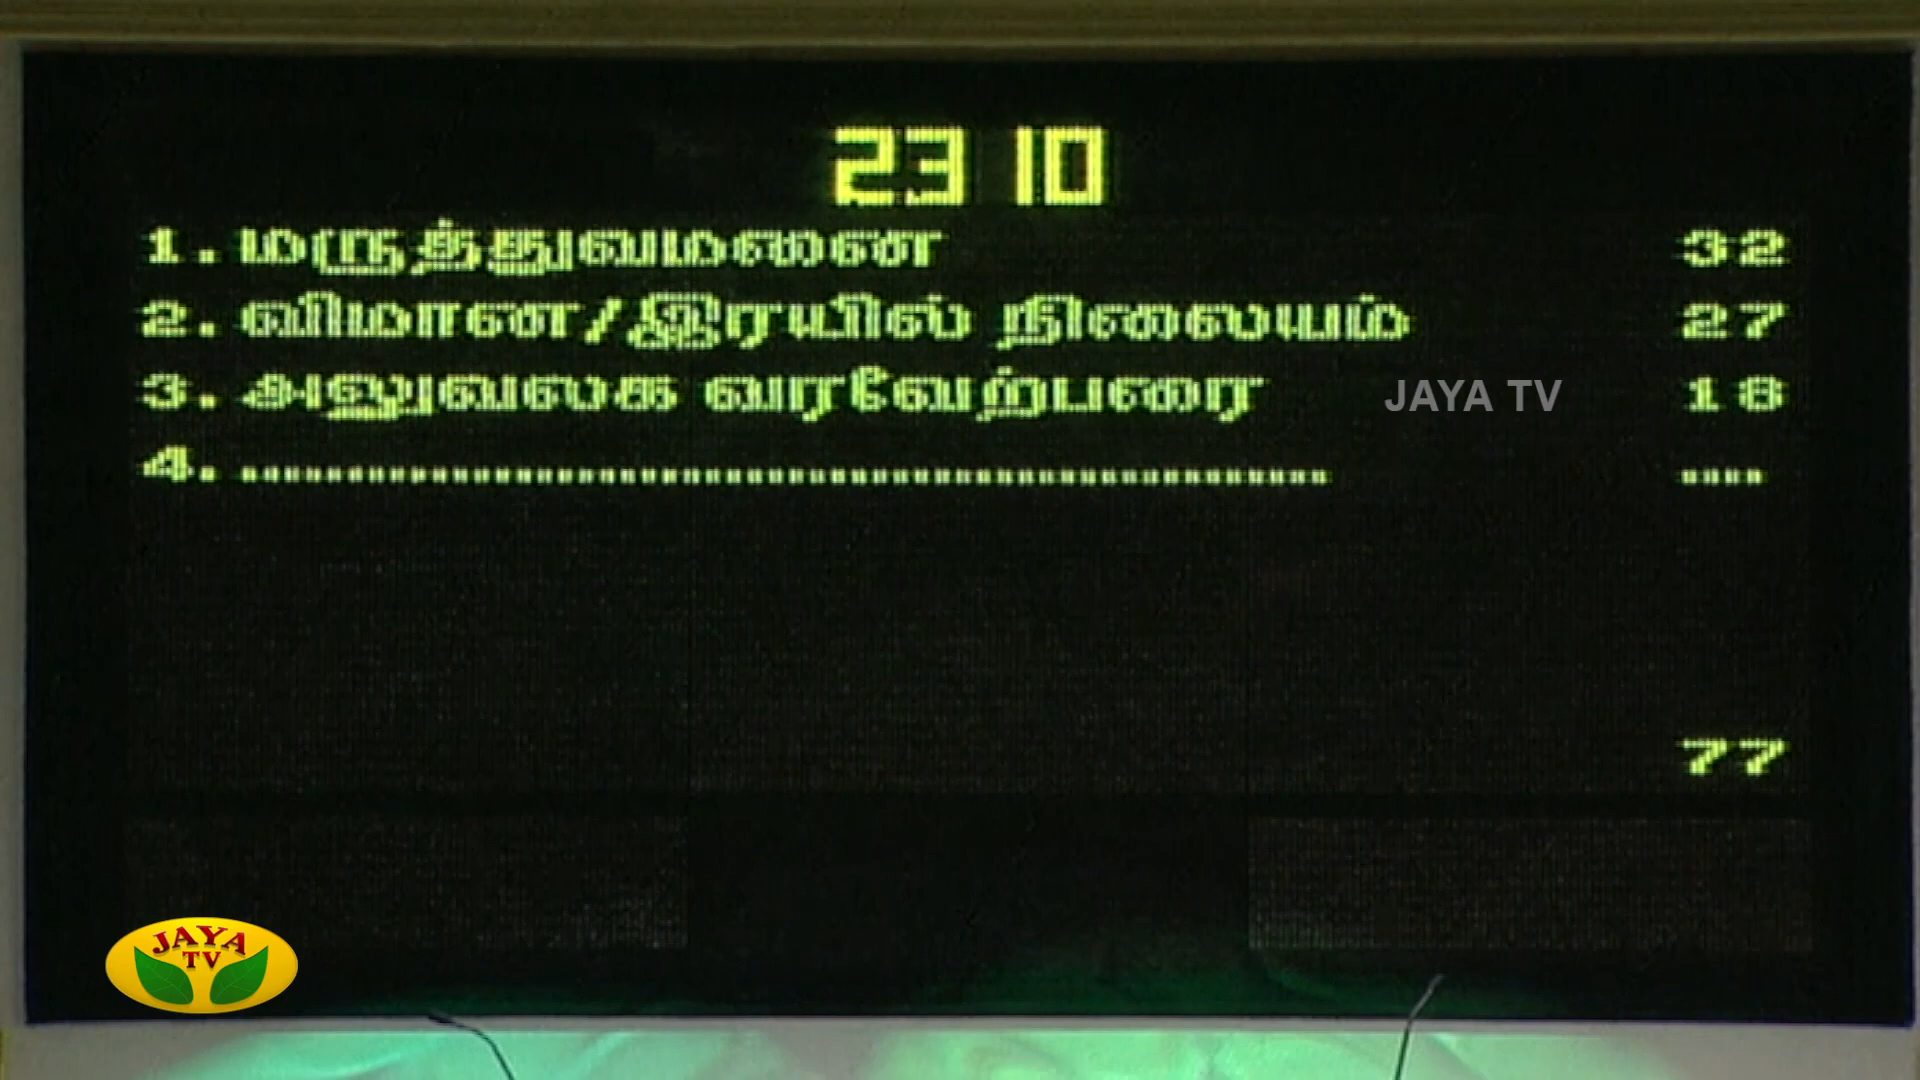 23 10
1. மருத்துவமனை 32
2. விமான/இரயில் நிலையம் 27
3. அலுவலக வரவேற்பறை JAYA TV 18
4. .................................................... ....
77
JAYA
TV